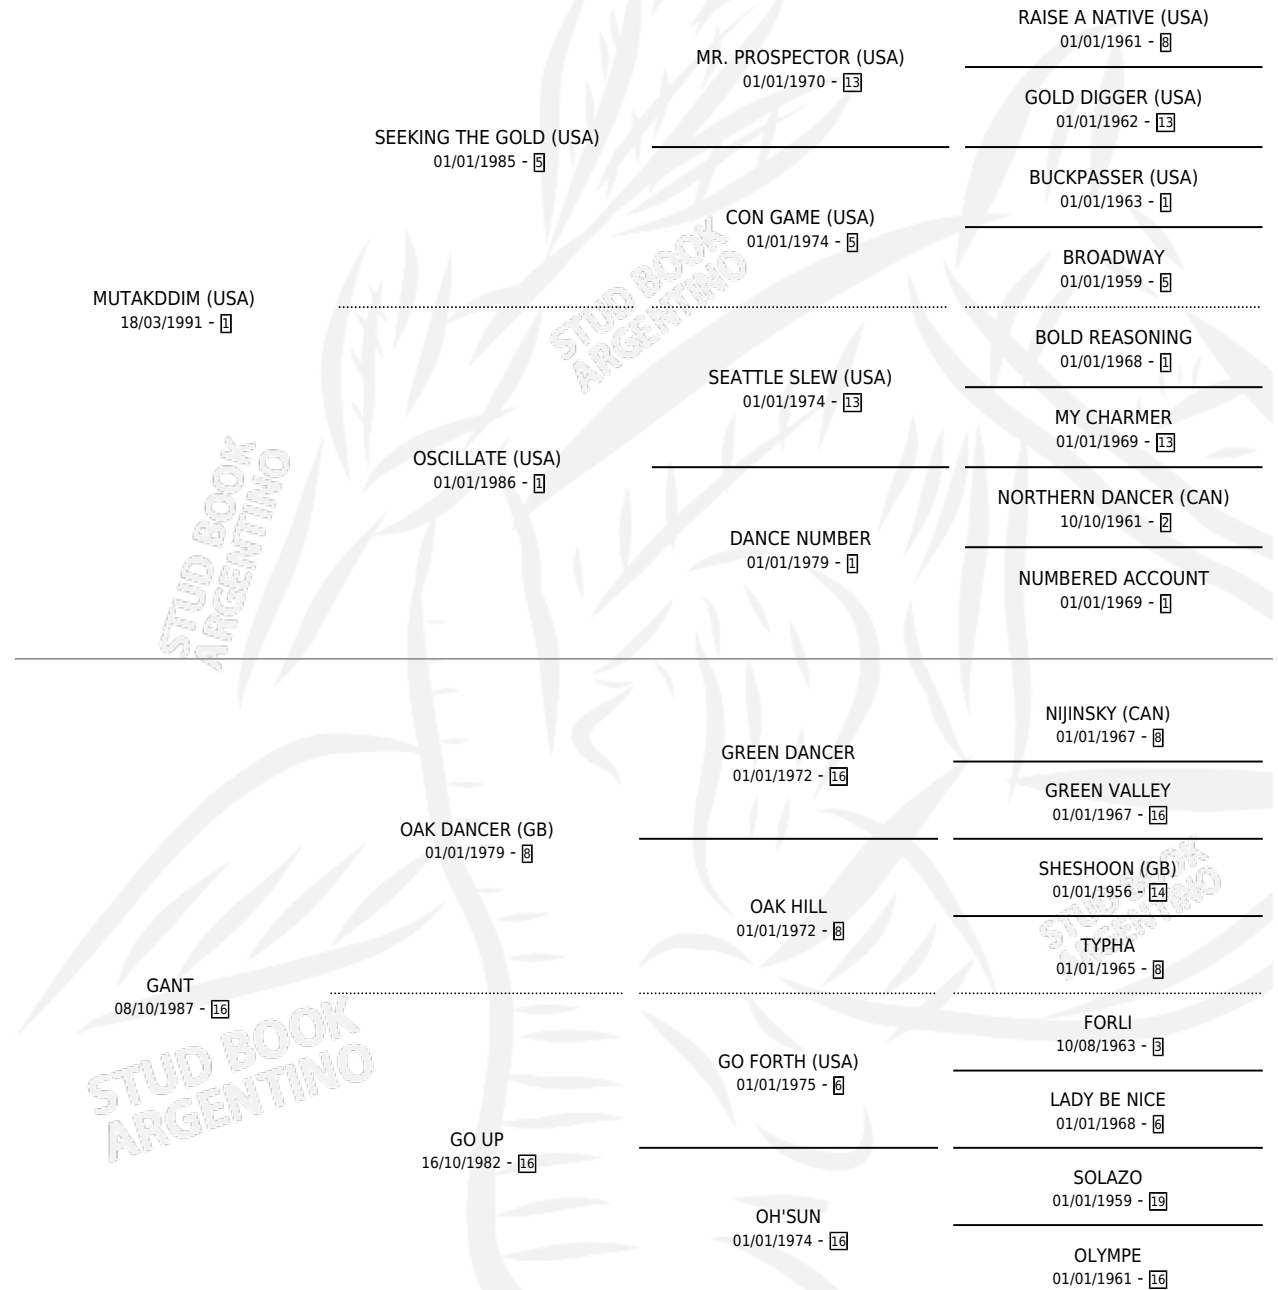 RAISE A NATIVE (USA)
01/01/1961 - 8
MR. PROSPECTOR (USA)
01/01/1970 - 13
GOLD DIGGER (USA)
01/01/1962 - 13
SEEKING THE GOLD (USA)
01/01/1985 - 5
BUCKPASSER (USA)
01/01/1963 - 1
CON GAME (USA)
01/01/1974 - 5
BROADWAY
01/01/1959 - 5
MUTAKDDIM (USA)
18/03/1991 - 1
BOLD REASONING
01/01/1968 - 1
SEATTLE SLEW (USA)
01/01/1974 - 13
MY CHARMER
01/01/1969 - 13
OSCILLATE (USA)
01/01/1986 - 1
NORTHERN DANCER (CAN)
10/10/1961 - 2
DANCE NUMBER
01/01/1979 - 1
NUMBERED ACCOUNT
01/01/1969 - 1
STUD BOOK
ARGENTINO
STUD BOOK
ARGENTINO
NIJINSKY (CAN)
01/01/1967 - 8
GREEN DANCER
01/01/1972 - 16
GREEN VALLEY
01/01/1967 - 16
OAK DANCER (GB)
01/01/1979 - 8
SHESHOON (GB)
01/01/1956 - 14
OAK HILL
01/01/1972 - 8
TYPHA
01/01/1965 - 8
GANT
08/10/1987 - 16
FORLI
10/08/1963 - 3
GO FORTH (USA)
01/01/1975 - 6
LADY BE NICE
01/01/1968 - 6
GO UP
16/10/1982 - 16
SOLAZO
01/01/1959 - 19
OH'SUN
01/01/1974 - 16
OLYMPE
01/01/1961 - 16
STUD BOOK
ARGENTINO
STUD BOOK
ARGENTINO